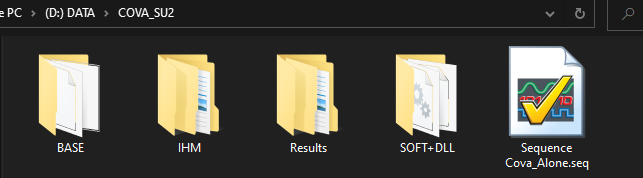 e PC > (D:) DATA > COVA_SU2
BASE
IHM
Results
SOFT+DLL
Sequence
Cova_Alone.seq